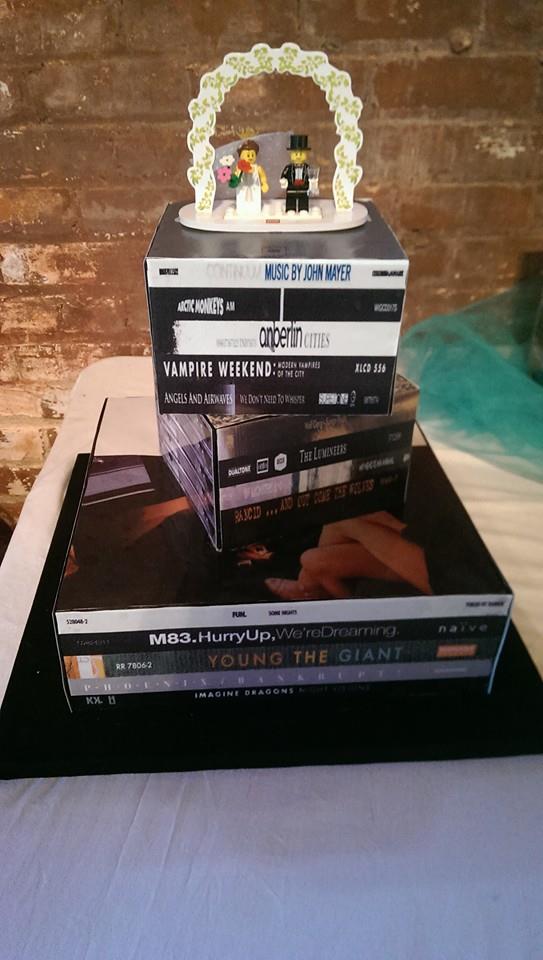 CONTINUUM MUSIC BY JOHN MAYER
ARCTIC MONKEYS AM
anberlin CITIES
VAMPIRE WEEKEND • MODERN VAMPIRES OF THE CITY XLCD 556
ANGELS AND AIRWAVES WE DON'T NEED TO WHISPER
DUALTONE THE LUMINEERS
RANCID ...AND OUT COME THE WOLVES
FUN. SOME NIGHTS
M83. Hurry Up, We're Dreaming. naïve
RR 7806-2 YOUNG THE GIANT
PHOENIX / BANKRUPT!
IMAGINE DRAGONS NIGHT VISIONS